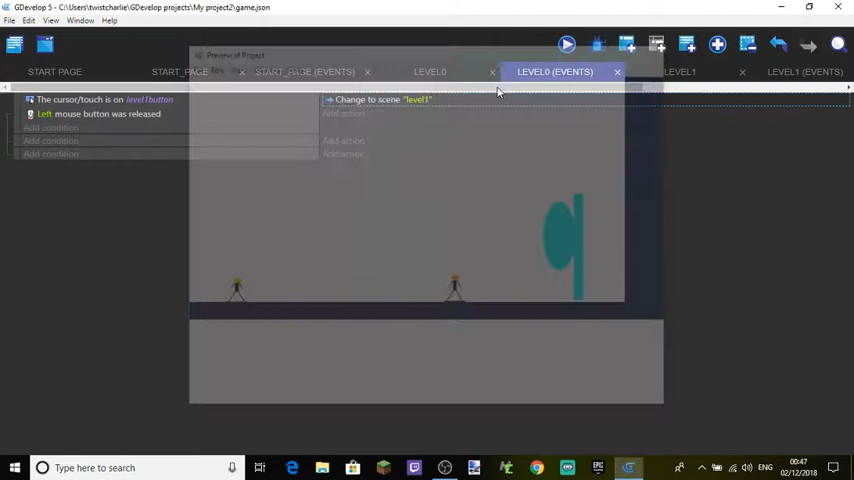 GDevelop 5 - C:\Users\twistcharlie\GDevelop projects\My project2\game.json
File Edit View Window Help
Preview of Project
START PAGE START_PAGE START_PAGE (EVENTS) LEVEL0 LEVEL0 (EVENTS) LEVEL1 LEVEL1 (EVENTS)
The cursor/touch is on level1button
Change to scene "level1"
Left mouse button was released
Add action
Add condition
Add condition Add action
Add condition Add action
Type here to search
ENG
00:47
02/12/2018